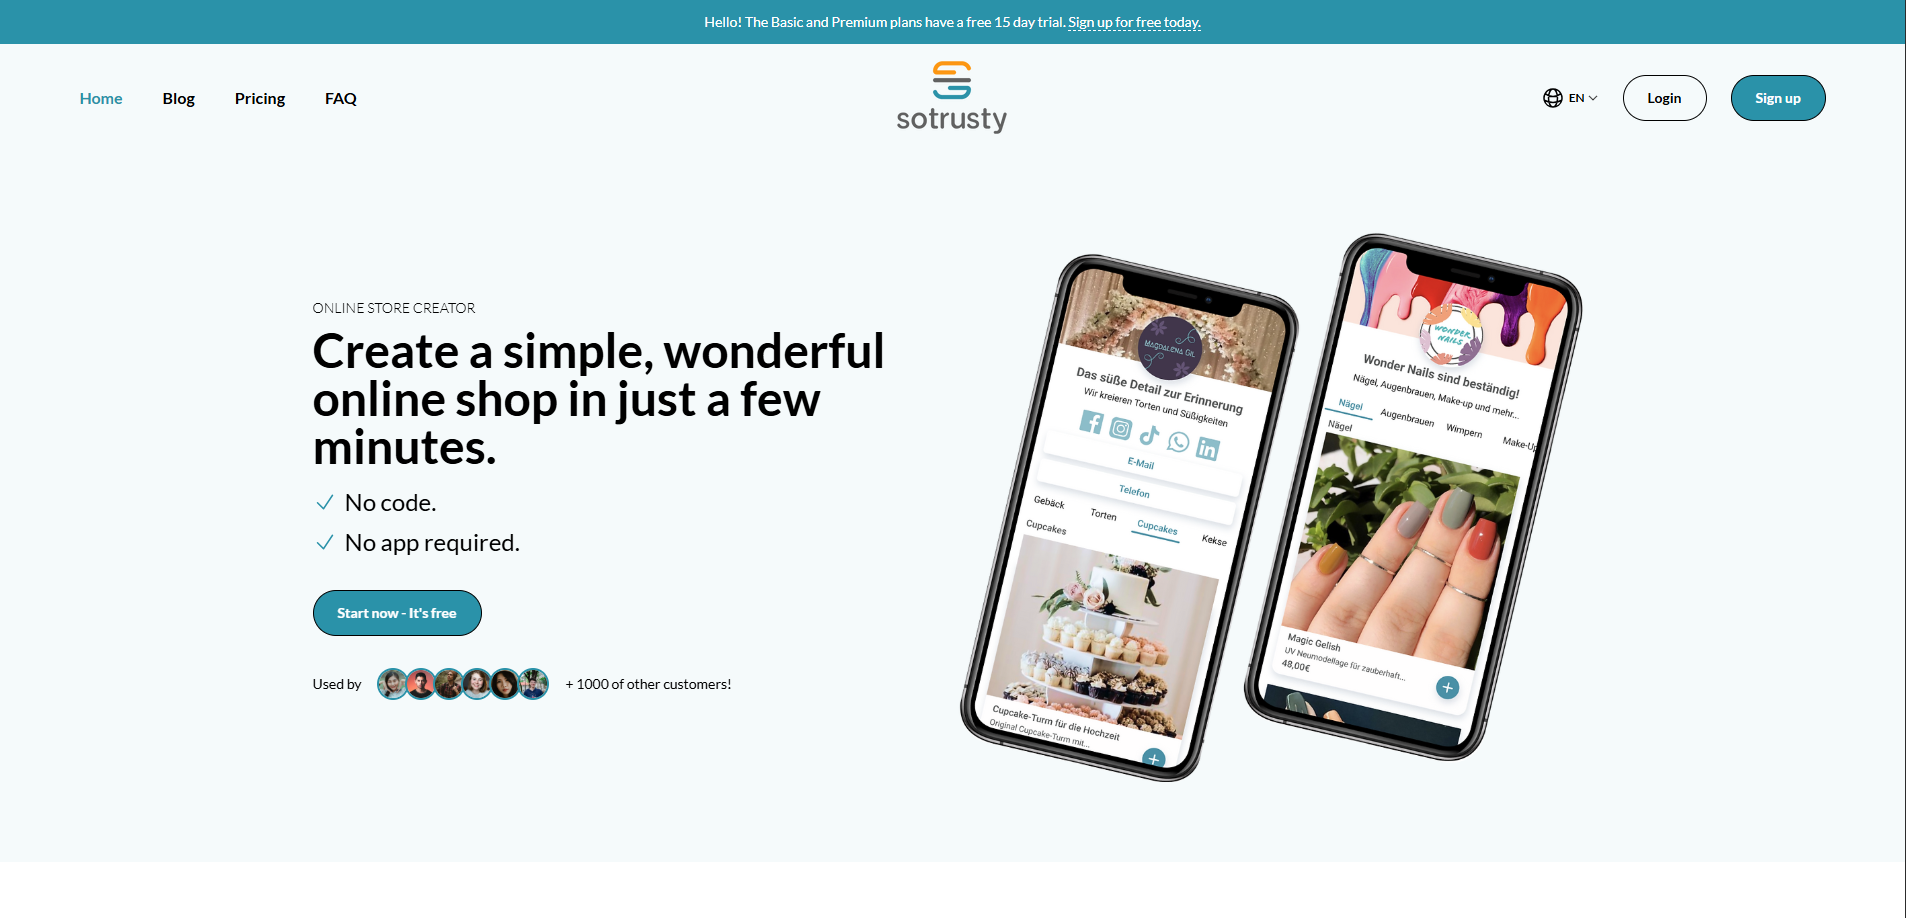 Hello! The Basic and Premium plans have a free 15 day trial. Sign up for free today.
Home
Blog
Pricing
FAQ
sotrusty
EN
Login
Sign up
ONLINE STORE CREATOR
Create a simple, wonderful
online shop in just a few
minutes.
No code.
No app required.
Start now - It's free
Used by
+ 1000 of other customers!
MAGDALENA GIL
Das süße Detail zur Erinnerung
Wir kreieren Torten und Süßigkeiten
E-Mail
Telefon
Gebäck
Torten
Cupcakes
Kekse
Cupcakes
Cupcake-Turm für die Hochzeit
Original Cupcake-Turm mit...
WONDER
NAILS
Wonder Nails sind beständig!
Nägel, Augenbrauen, Make-up und mehr...
Nägel
Augenbrauen
Wimpern
Make-Up
Nägel
Magic Gelish
UV Neumodellage für zauberhaft...
48,00€